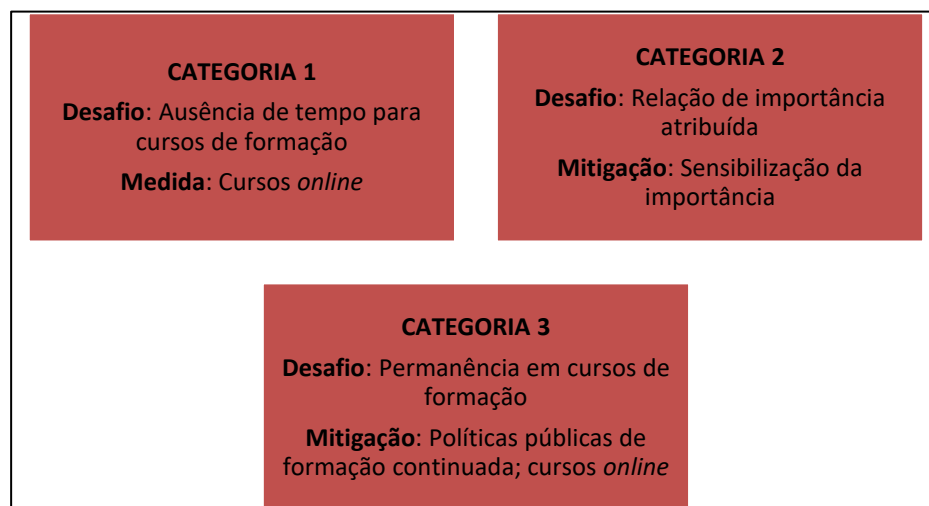 CATEGORIA 1
Desafio: Ausência de tempo para
cursos de formação
Medida: Cursos online
CATEGORIA 2
Desafio: Relação de importância
atribuída
Mitigação: Sensibilização da
importância
CATEGORIA 3
Desafio: Permanência em cursos de
formação
Mitigação: Políticas públicas de
formação continuada; cursos online